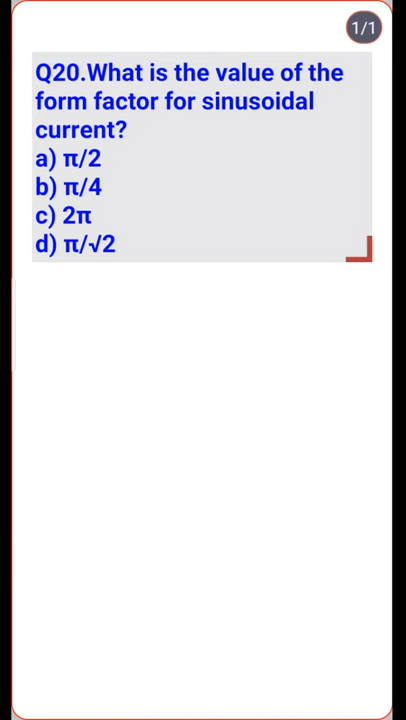 1/1
Q20.What is the value of the
form factor for sinusoidal
current?
a) π/2
b) π/4
c) 2π
d) π/√2